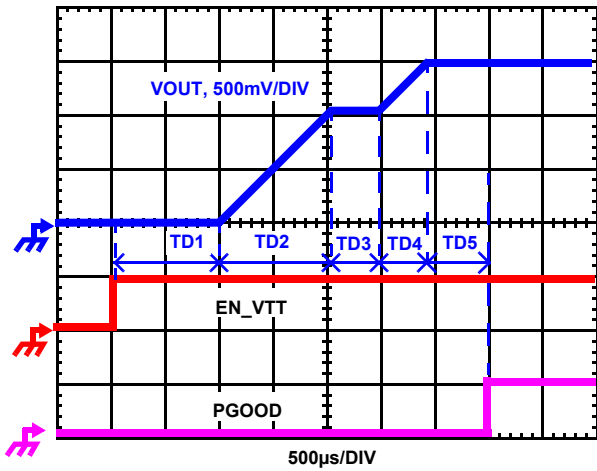 VOUT, 500mV/DIV
TD1 TD2 TD3 TD4 TD5
EN_VTT
PGOOD
500µs/DIV